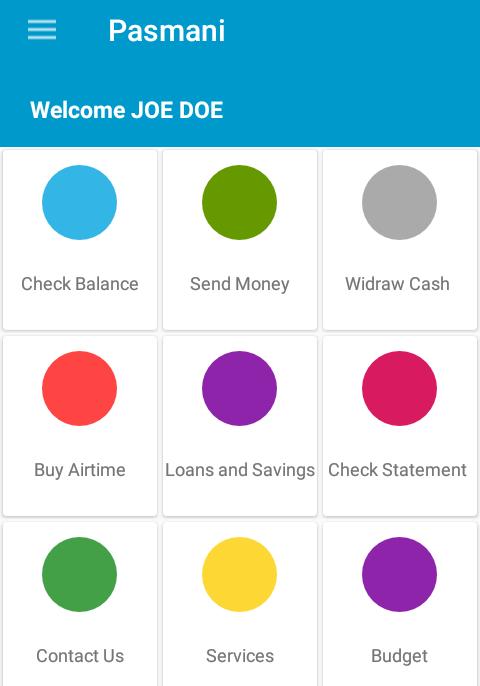 Pasmani
Welcome JOE DOE
Check Balance
Send Money
Widraw Cash
Buy Airtime
Loans and Savings
Check Statement
Contact Us
Services
Budget